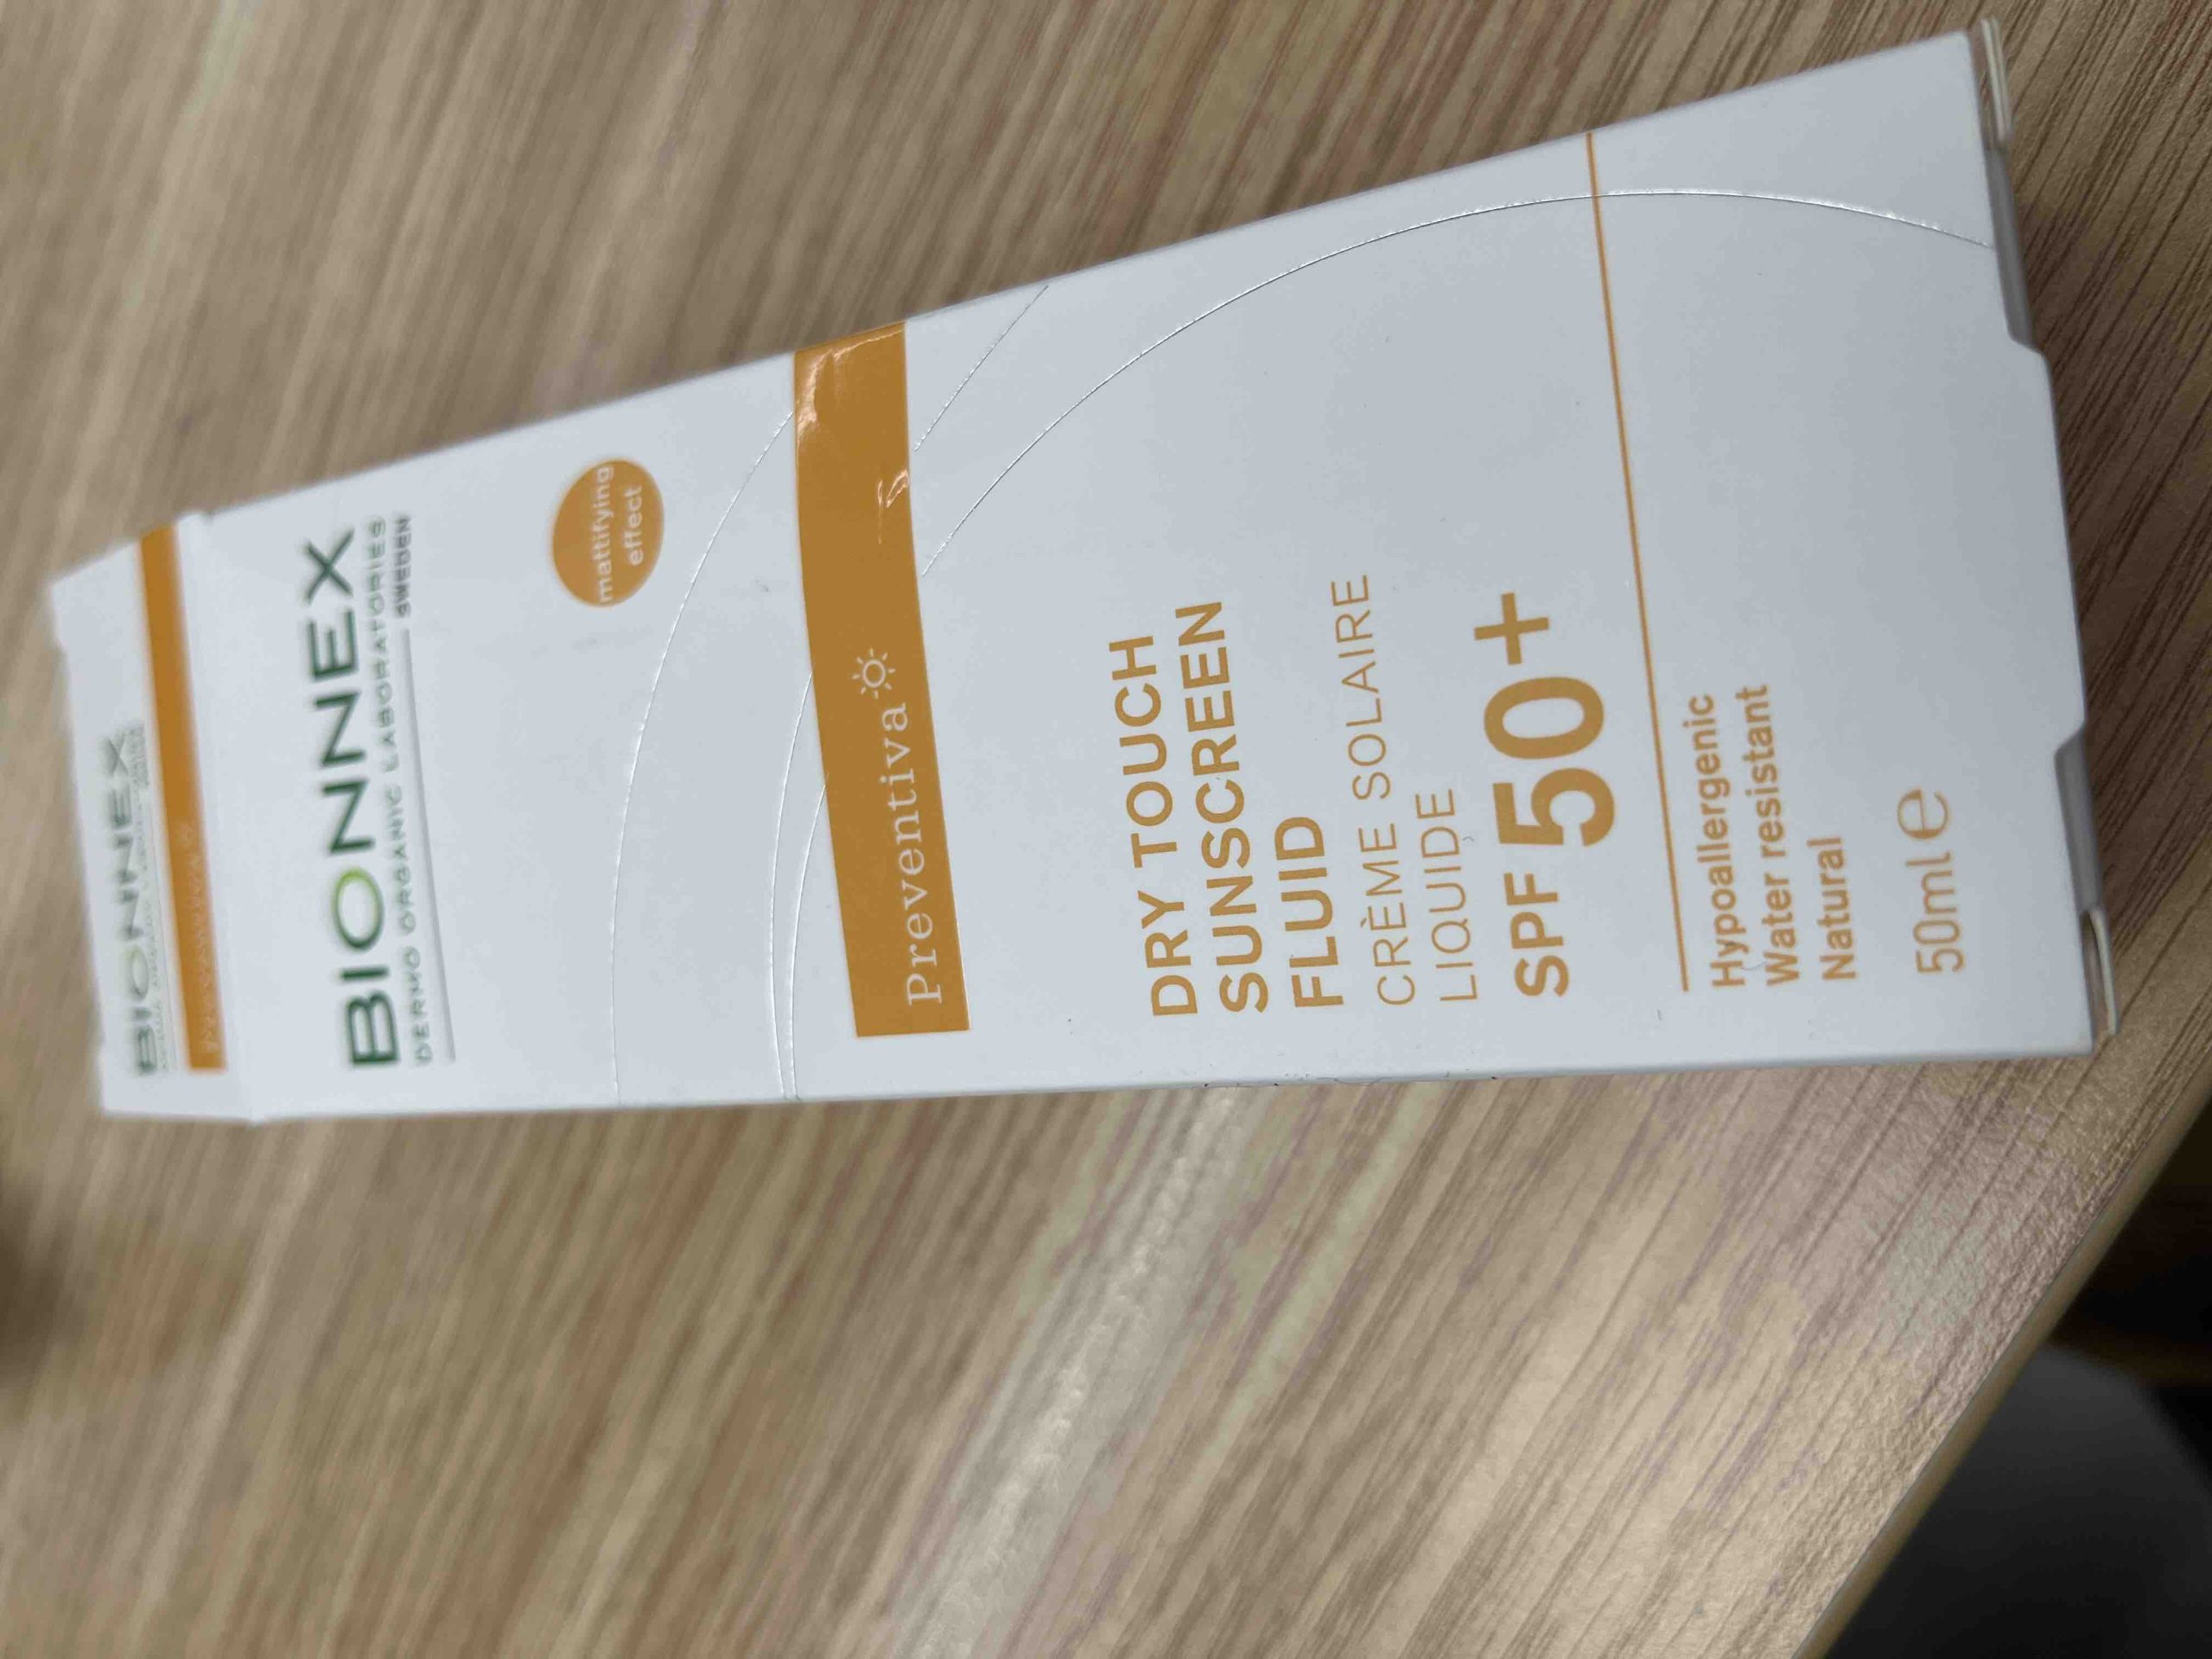 BIONNEX
BIONNEX
DERMO ORGANIC LABORATORIES
SWEDEN
mattifying
effect
Preventiva
DRY TOUCH
SUNSCREEN
FLUID
CRÈME SOLAIRE
LIQUIDE
SPF 50+
Hypoallergenic
Water resistant
Natural
50ml e